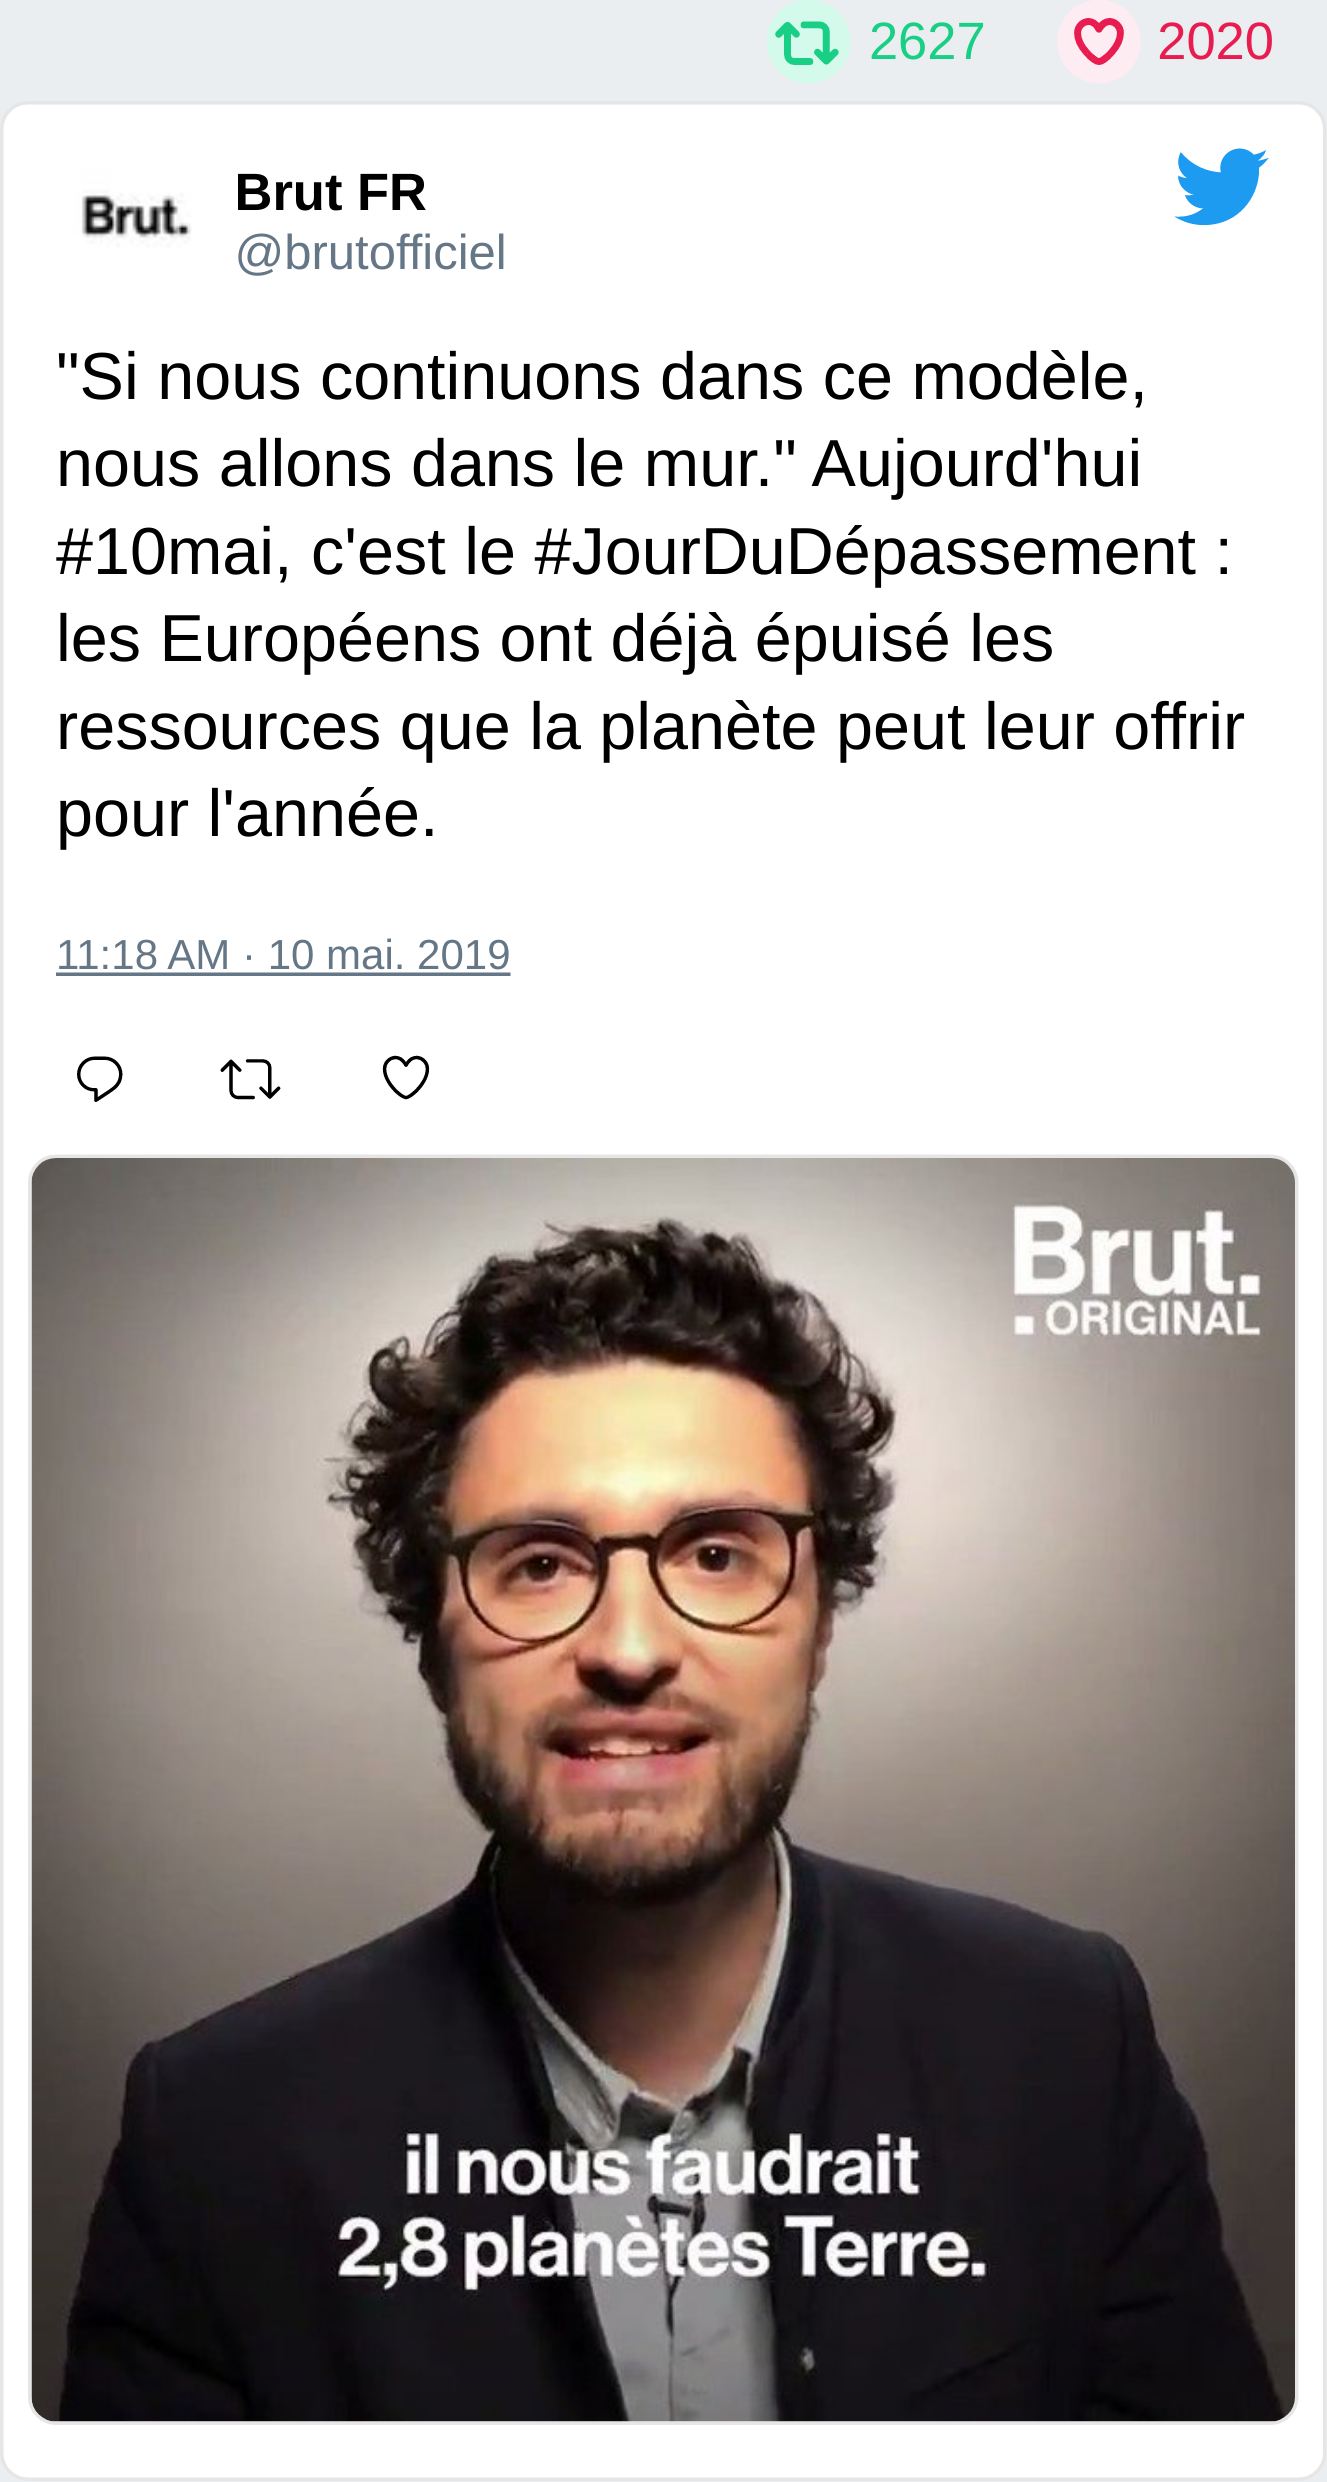 2627 2020
Brut.
Brut FR
@brutofficiel
"Si nous continuons dans ce modèle,
nous allons dans le mur." Aujourd'hui
#10mai, c'est le #JourDuDépassement :
les Européens ont déjà épuisé les
ressources que la planète peut leur offrir
pour l'année.
11:18 AM · 10 mai. 2019
Brut.
ORIGINAL
il nous faudrait
2,8 planètes Terre.